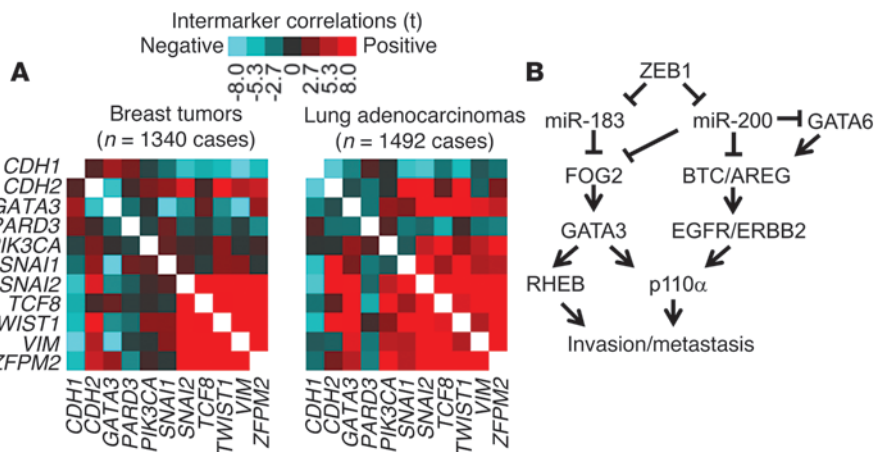 Intermarker correlations (t)
Negative Positive
-8.0 -5.3 -2.7 0 2.7 5.3 8.0
A
Breast tumors
(n = 1340 cases)
Lung adenocarcinomas
(n = 1492 cases)
CDH1
CDH2
GATA3
PARD3
PIK3CA
SNAI1
SNAI2
TCF8
TWIST1
VIM
ZFPM2
CDH1 CDH2 GATA3 PARD3 PIK3CA SNAI1 SNAI2 TCF8 TWIST1 VIM ZFPM2
CDH1 CDH2 GATA3 PARD3 PIK3CA SNAI1 SNAI2 TCF8 TWIST1 VIM ZFPM2
B
ZEB1
miR-183 miR-200 GATA6
FOG2 BTC/AREG
GATA3 EGFR/ERBB2
RHEB p110α
Invasion/metastasis